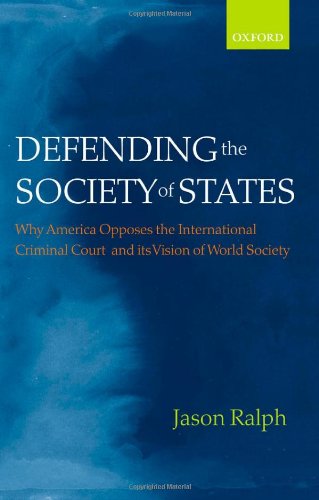 OXFORD
DEFENDING the
SOCIETY of STATES
Why America Opposes the International
Criminal Court and its Vision of World Society
Jason Ralph